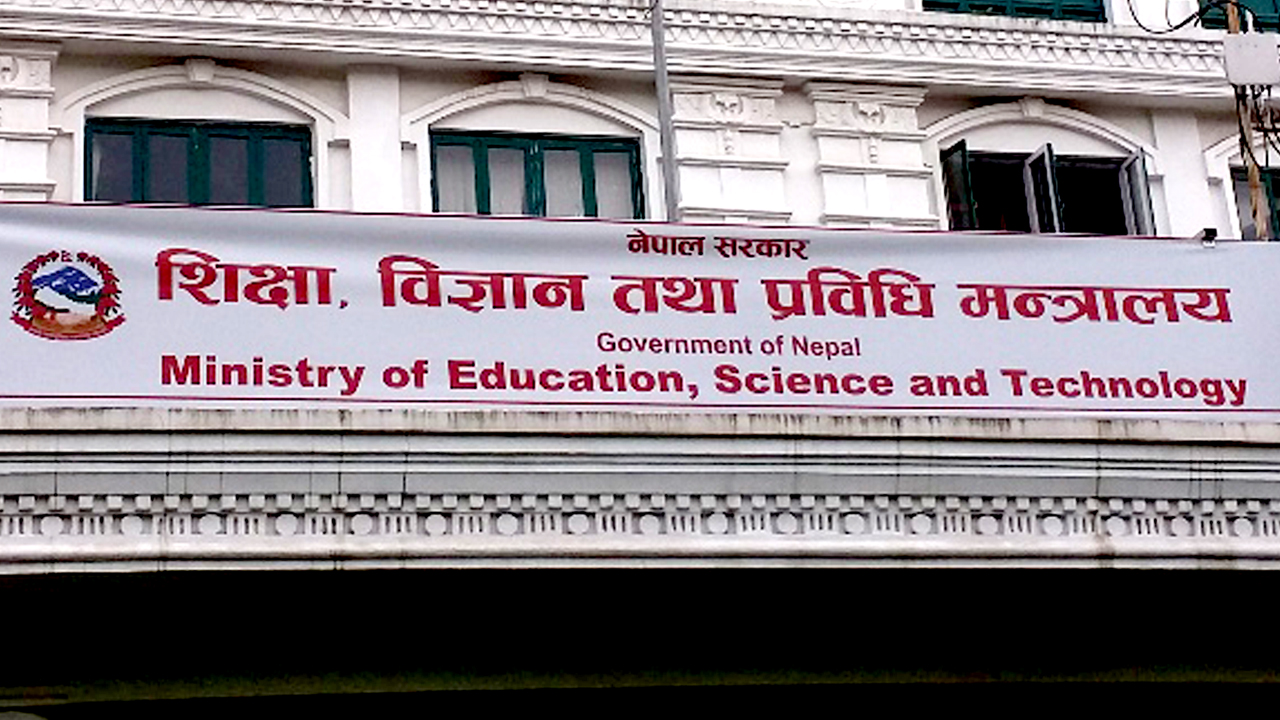 नेपाल सरकार
शिक्षा, विज्ञान तथा प्रविधि मन्त्रालय
Government of Nepal
Ministry of Education, Science and Technology